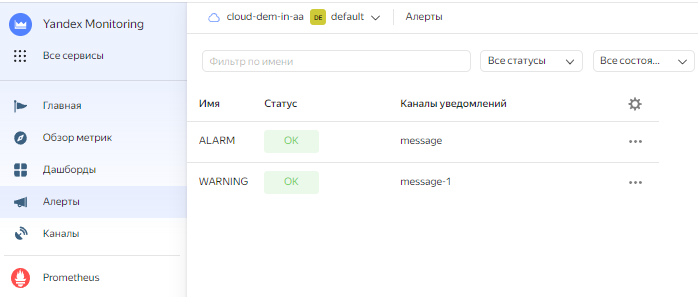 Yandex Monitoring
Все сервисы
Главная
Обзор метрик
Дашборды
Алерты
Каналы
Prometheus
cloud-dem-in-aa DE default Алерты
Фильтр по имени Все статусы Все состоя...
Имя Статус Каналы уведомлений
ALARM OK message
WARNING OK message-1